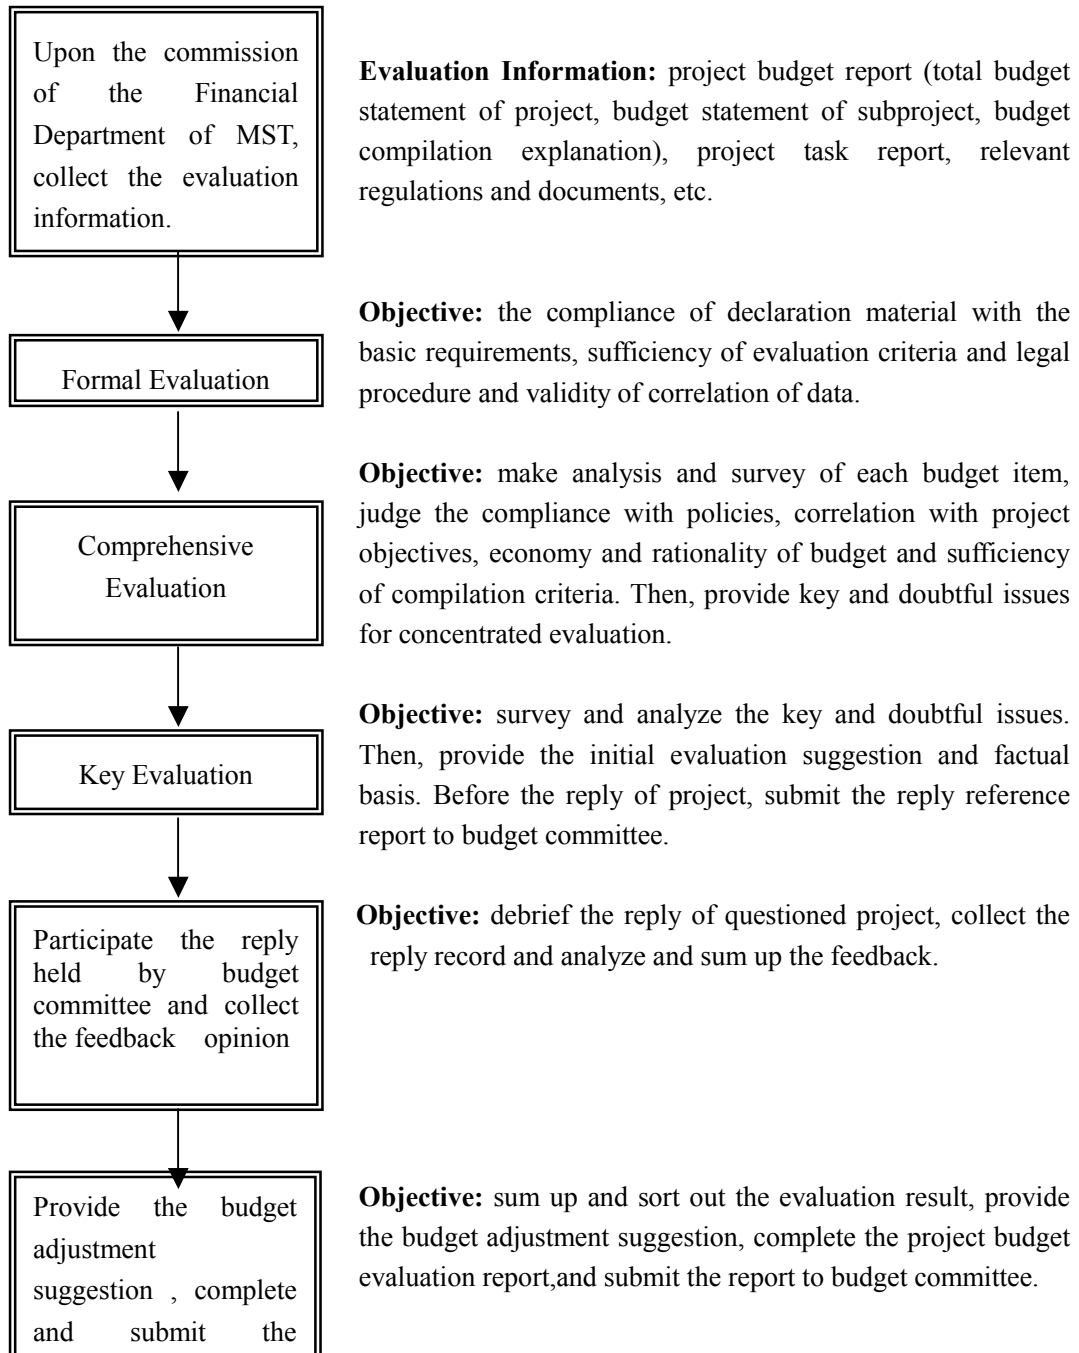 Upon the commission
of the Financial
Department of MST,
collect the evaluation
information.
Evaluation Information: project budget report (total budget
statement of project, budget statement of subproject, budget
compilation explanation), project task report, relevant
regulations and documents, etc.
Formal Evaluation
Objective: the compliance of declaration material with the
basic requirements, sufficiency of evaluation criteria and legal
procedure and validity of correlation of data.
Comprehensive
Evaluation
Objective: make analysis and survey of each budget item,
judge the compliance with policies, correlation with project
objectives, economy and rationality of budget and sufficiency
of compilation criteria. Then, provide key and doubtful issues
for concentrated evaluation.
Key Evaluation
Objective: survey and analyze the key and doubtful issues.
Then, provide the initial evaluation suggestion and factual
basis. Before the reply of project, submit the reply reference
report to budget committee.
Participate the reply
held by budget
committee and collect
the feedback opinion
Objective: debrief the reply of questioned project, collect the
reply record and analyze and sum up the feedback.
Provide the budget
adjustment
suggestion , complete
and submit the
Objective: sum up and sort out the evaluation result, provide
the budget adjustment suggestion, complete the project budget
evaluation report,and submit the report to budget committee.